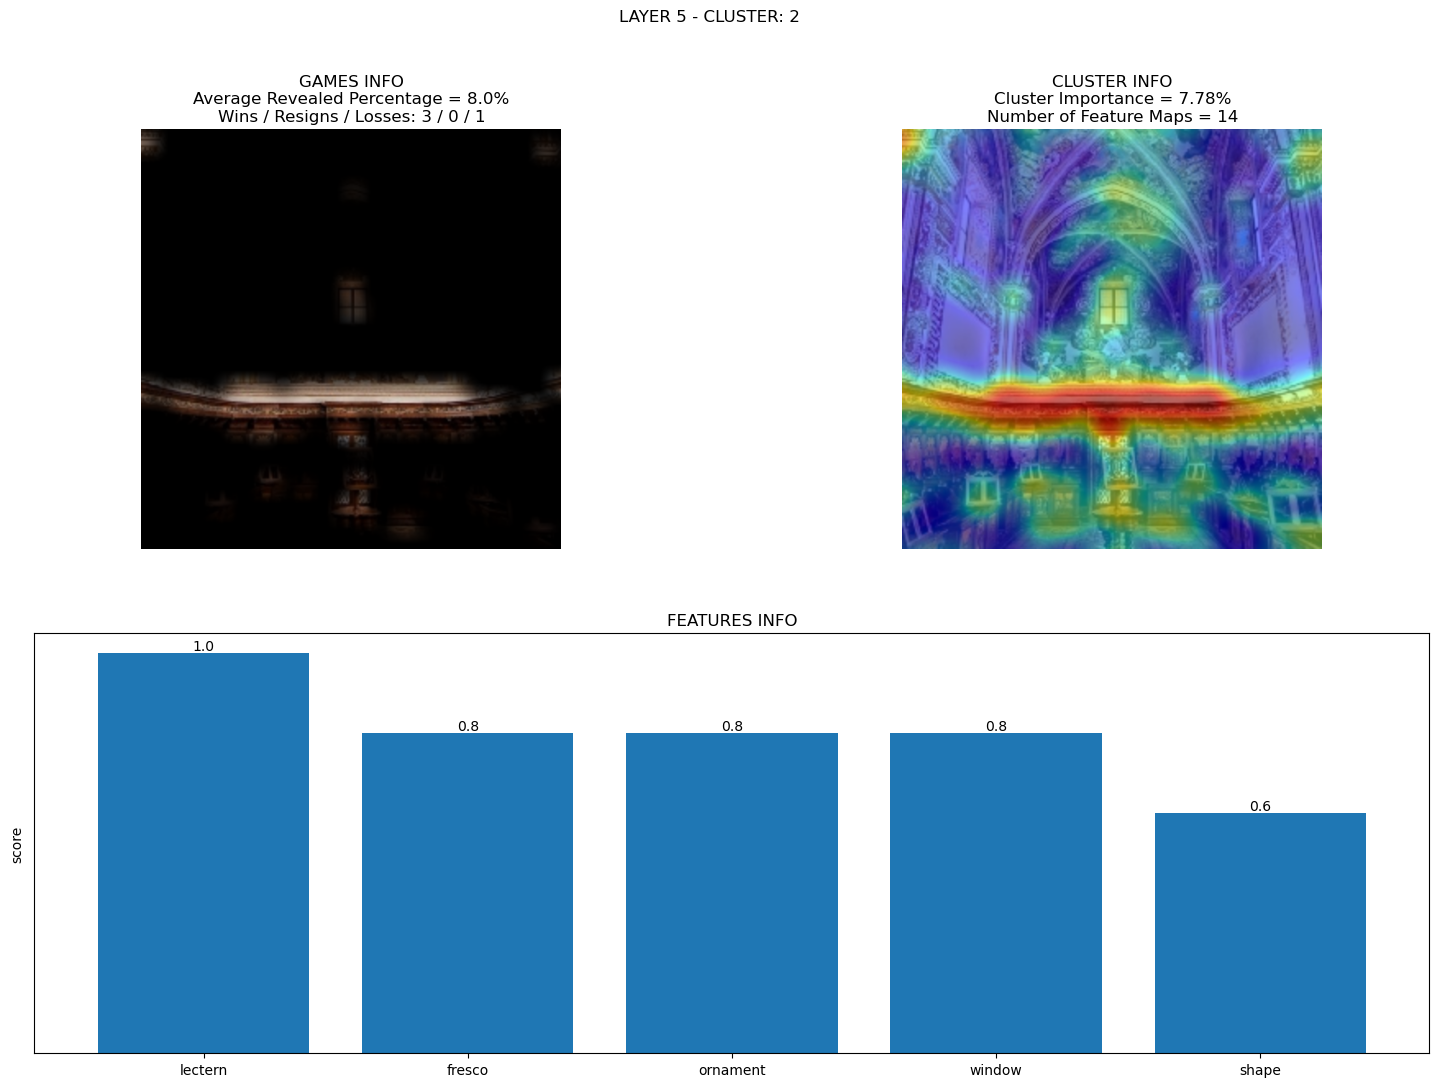 LAYER 5 - CLUSTER: 2
GAMES INFO
Average Revealed Percentage = 8.0%
Wins / Resigns / Losses: 3 / 0 / 1
CLUSTER INFO
Cluster Importance = 7.78%
Number of Feature Maps = 14
FEATURES INFO
score
1.0
0.8
0.8
0.8
0.6
lectern
fresco
ornament
window
shape